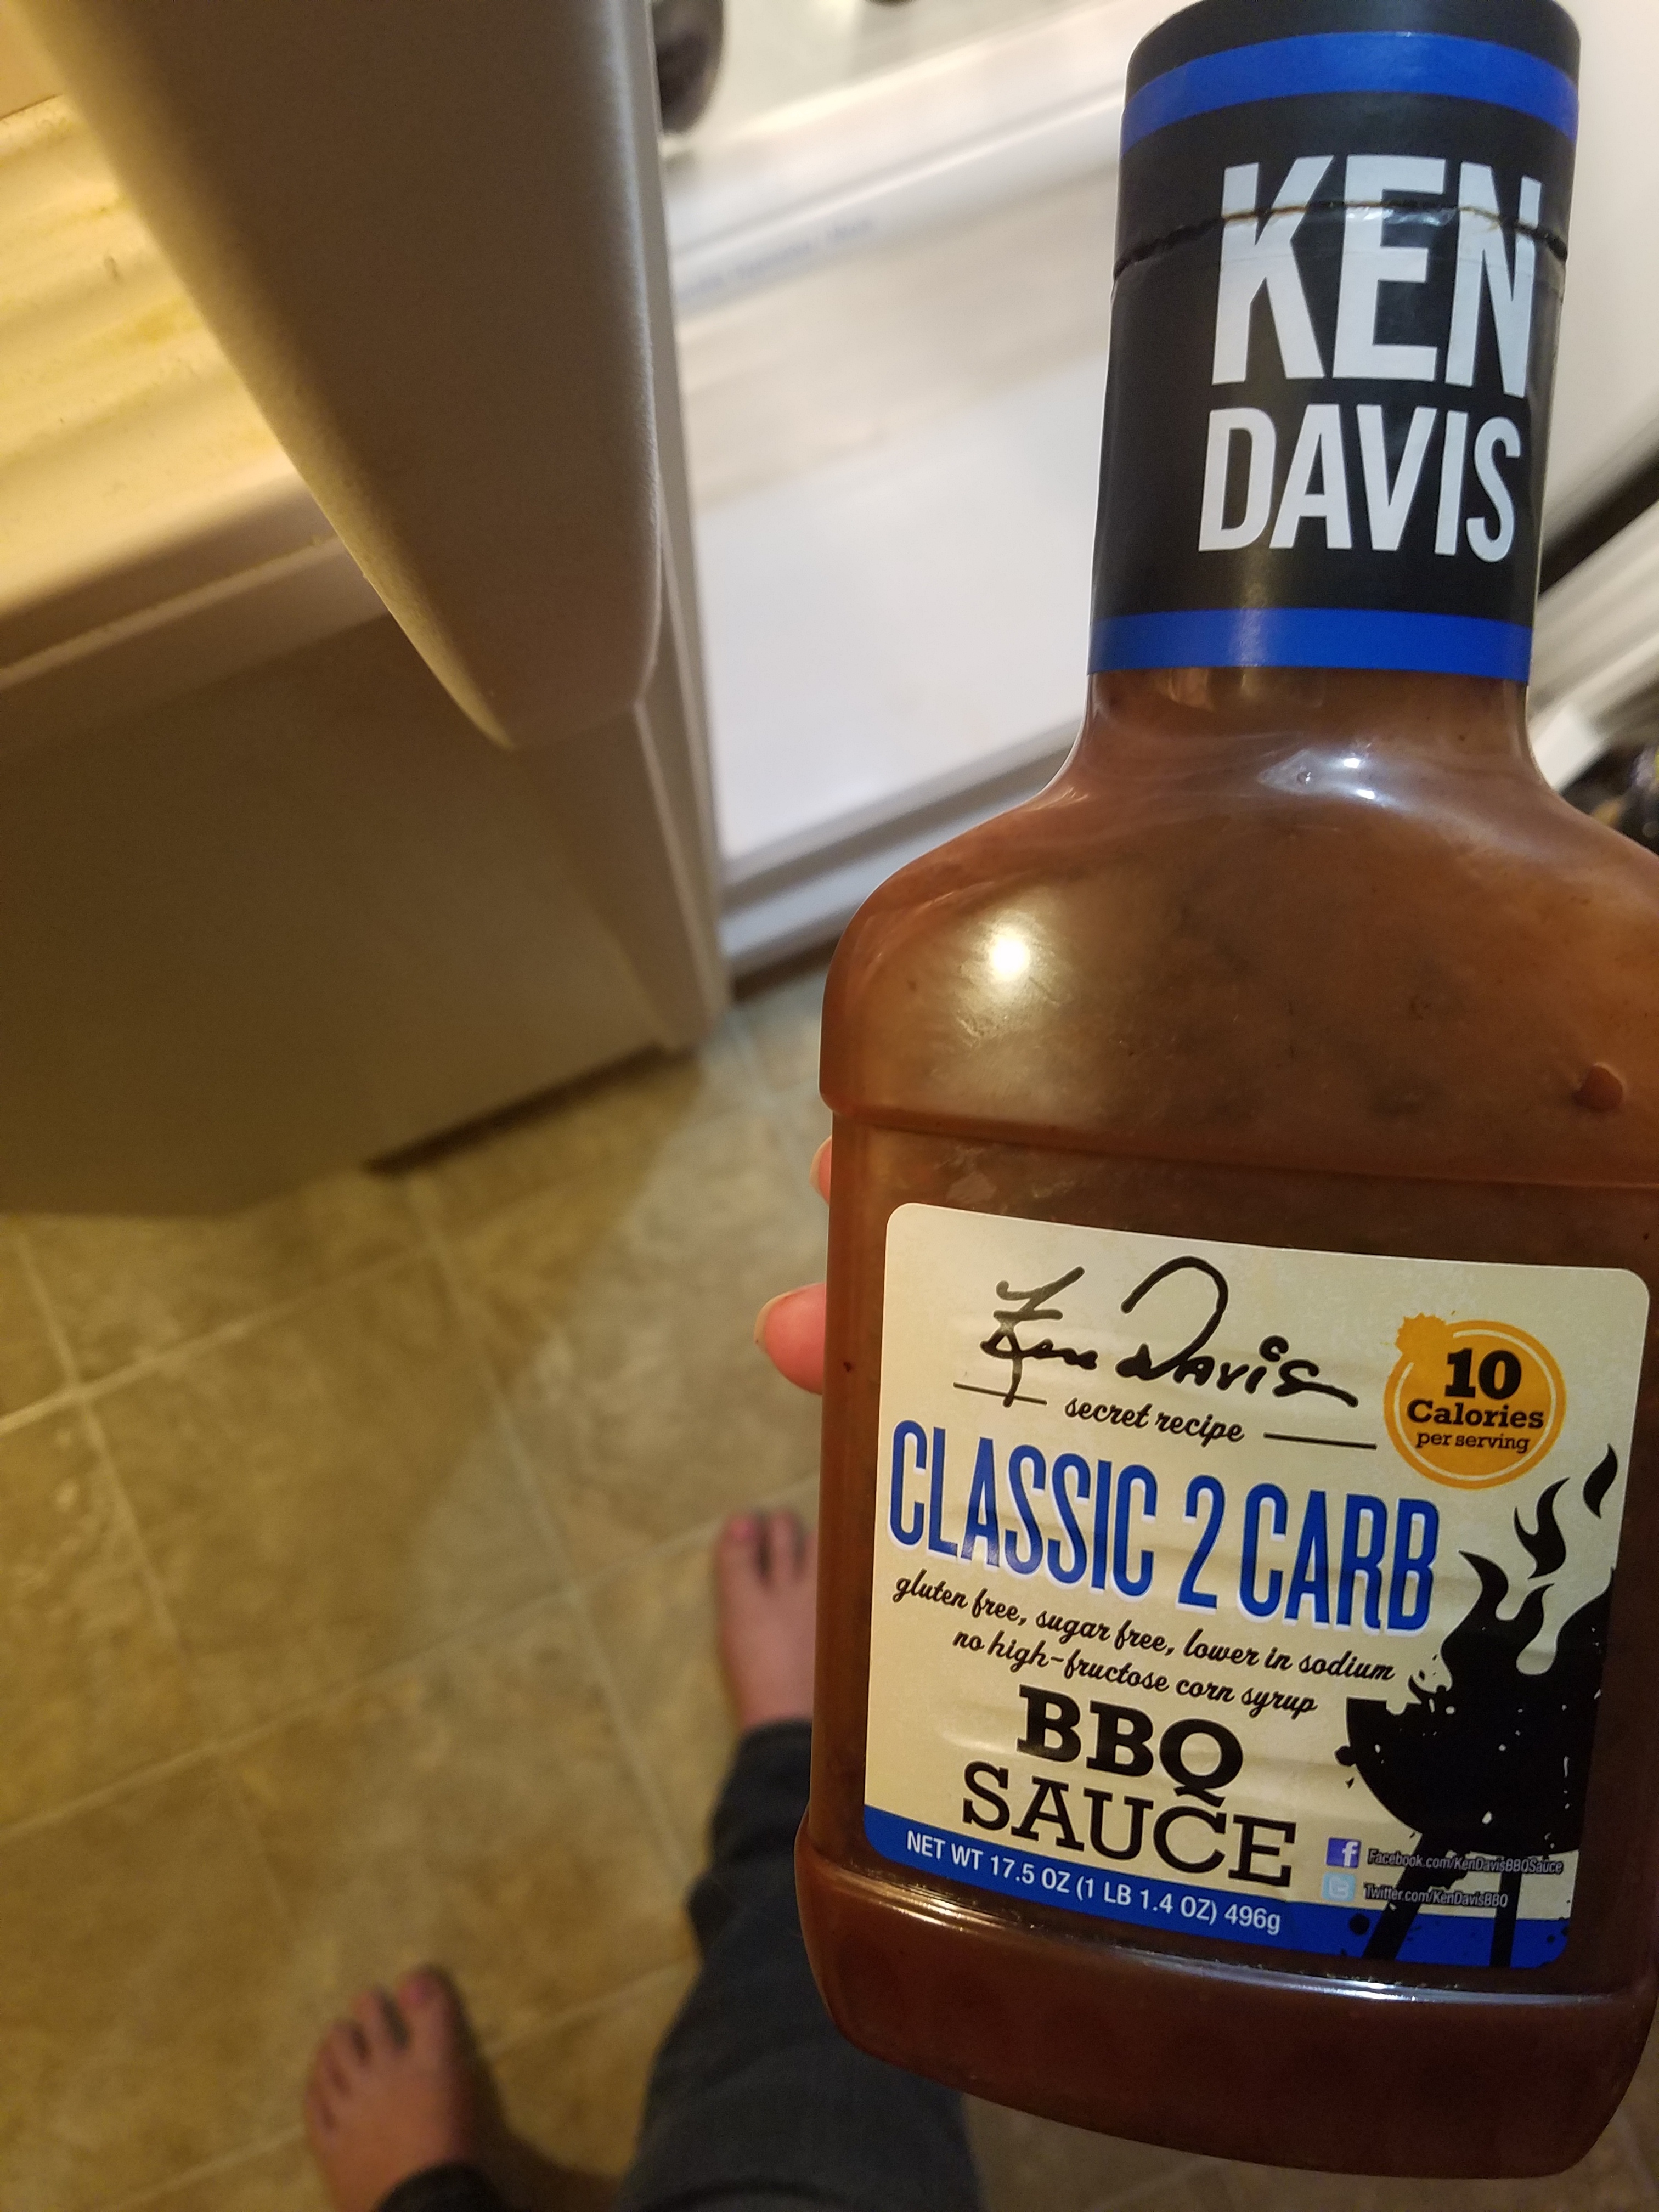 KEN
DAVIS
Ken Davis
secret recipe
10
Calories
per serving
CLASSIC 2 CARB
gluten free, sugar free, lower in sodium
no high-fructose corn syrup
BBQ
SAUCE
NET WT 17.5 OZ (1 LB 1.4 OZ) 496g
f Facebook.com/KenDavisBBQSauce
Twitter.com/KenDavisBBQ